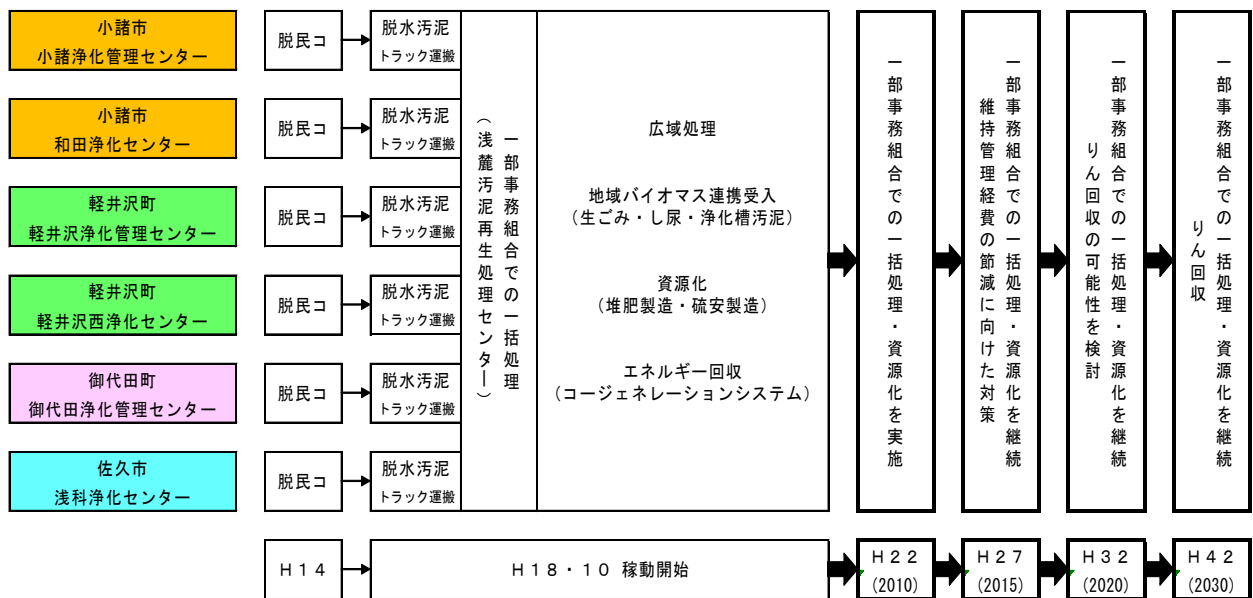 小諸市
小諸浄化管理センター
脱民コ
脱水汚泥
トラック運搬
小諸市
和田浄化センター
脱民コ
脱水汚泥
トラック運搬
軽井沢町
軽井沢浄化管理センター
脱民コ
脱水汚泥
トラック運搬
軽井沢町
軽井沢西浄化センター
脱民コ
脱水汚泥
トラック運搬
御代田町
御代田浄化管理センター
脱民コ
脱水汚泥
トラック運搬
佐久市
浅科浄化センター
脱民コ
脱水汚泥
トラック運搬
一部事務組合での一括処理
（浅麓汚泥再生処理センター）
広域処理
地域バイオマス連携受入
（生ごみ・し尿・浄化槽汚泥）
資源化
（堆肥製造・硫安製造）
エネルギー回収
（コージェネレーションシステム）
一部事務組合での一括処理・資源化を実施
一部事務組合での一括処理・資源化を継続
維持管理経費の節減に向けた対策
一部事務組合での一括処理・資源化を継続
りん回収の可能性を検討
一部事務組合での一括処理・資源化を継続
りん回収
Ｈ１４
Ｈ１８・１０ 稼動開始
Ｈ２２
(2010)
Ｈ２７
(2015)
Ｈ３２
(2020)
Ｈ４２
(2030)